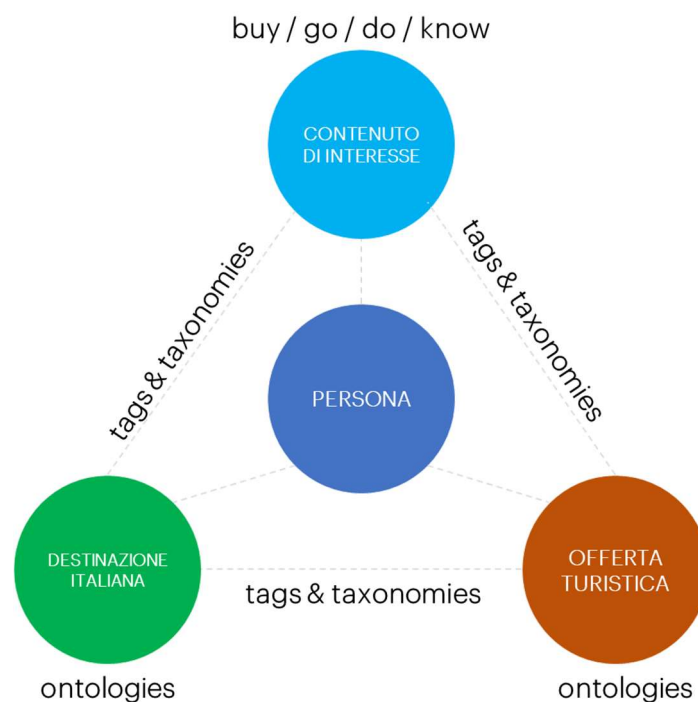 buy / go / do / know
CONTENUTO
DI INTERESSE
tags & taxonomies
tags & taxonomies
PERSONA
DESTINAZIONE
ITALIANA
OFFERTA
TURISTICA
tags & taxonomies
ontologies
ontologies